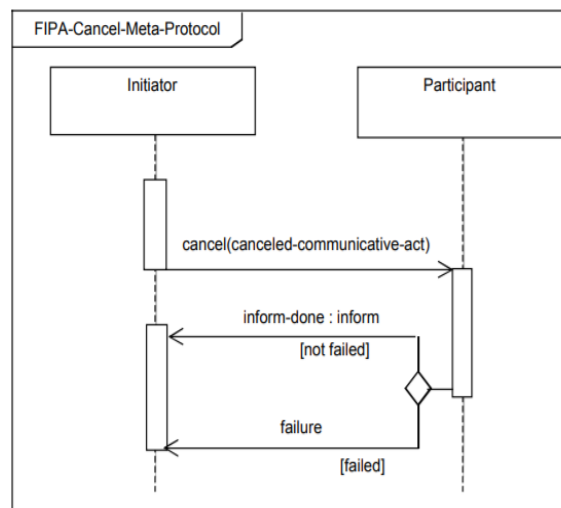 FIPA-Cancel-Meta-Protocol
Initiator
Participant
cancel(canceled-communicative-act)
inform-done : inform
[not failed]
failure
[failed]